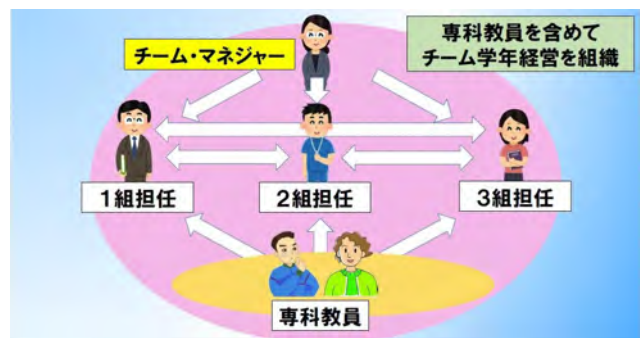 チーム・マネジャー
専科教員を含めて
チーム学年経営を組織
1組担任
2組担任
3組担任
専科教員